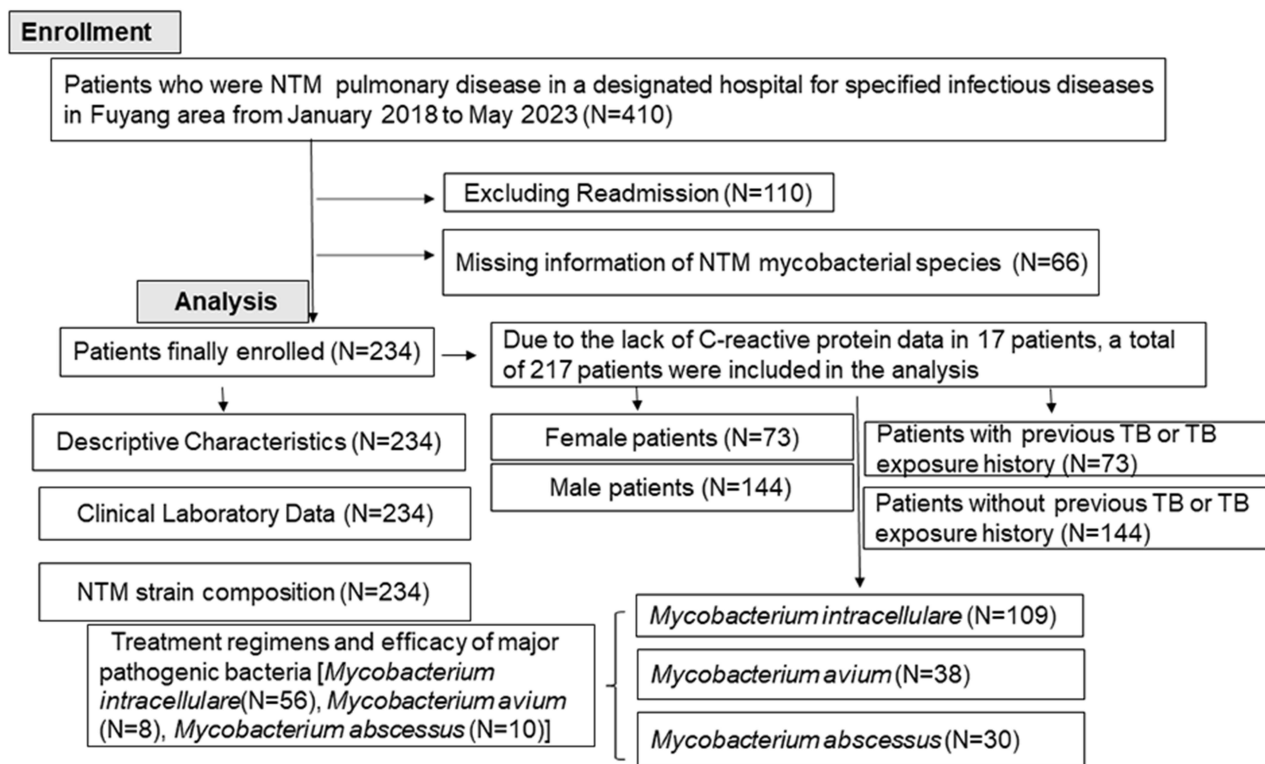 Enrollment
Patients who were NTM pulmonary disease in a designated hospital for specified infectious diseases
in Fuyang area from January 2018 to May 2023 (N=410)
Excluding Readmission (N=110)
Missing information of NTM mycobacterial species (N=66)
Analysis
Patients finally enrolled (N=234)
Due to the lack of C-reactive protein data in 17 patients, a total
of 217 patients were included in the analysis
Descriptive Characteristics (N=234)
Clinical Laboratory Data (N=234)
NTM strain composition (N=234)
Female patients (N=73)
Male patients (N=144)
Patients with previous TB or TB
exposure history (N=73)
Patients without previous TB or TB
exposure history (N=144)
Treatment regimens and efficacy of major
pathogenic bacteria [Mycobacterium
intracellulare(N=56), Mycobacterium avium
(N=8), Mycobacterium abscessus (N=10)]
Mycobacterium intracellulare (N=109)
Mycobacterium avium (N=38)
Mycobacterium abscessus (N=30)